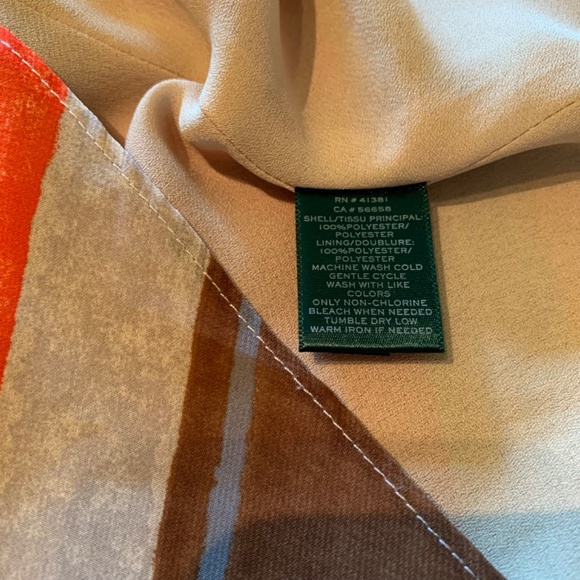 RN # 41381
CA # 56658
SHELL/TISSU PRINCIPAL:
100%POLYESTER/
POLYESTER
LINING/DOUBLURE:
100%POLYESTER/
POLYESTER
MACHINE WASH COLD
GENTLE CYCLE
WASH WITH LIKE
COLORS
ONLY NON-CHLORINE
BLEACH WHEN NEEDED
TUMBLE DRY LOW
WARM IRON IF NEEDED